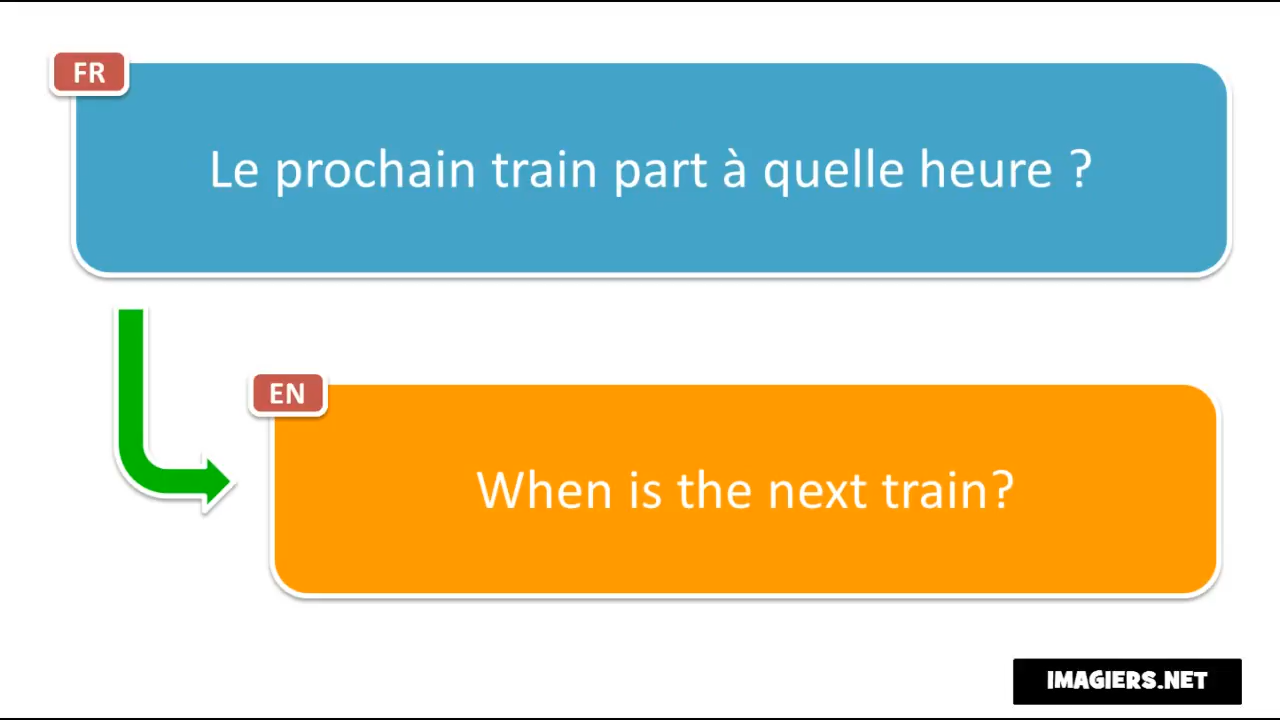 FR
Le prochain train part à quelle heure ?
EN
When is the next train?
IMAGIERS.NET